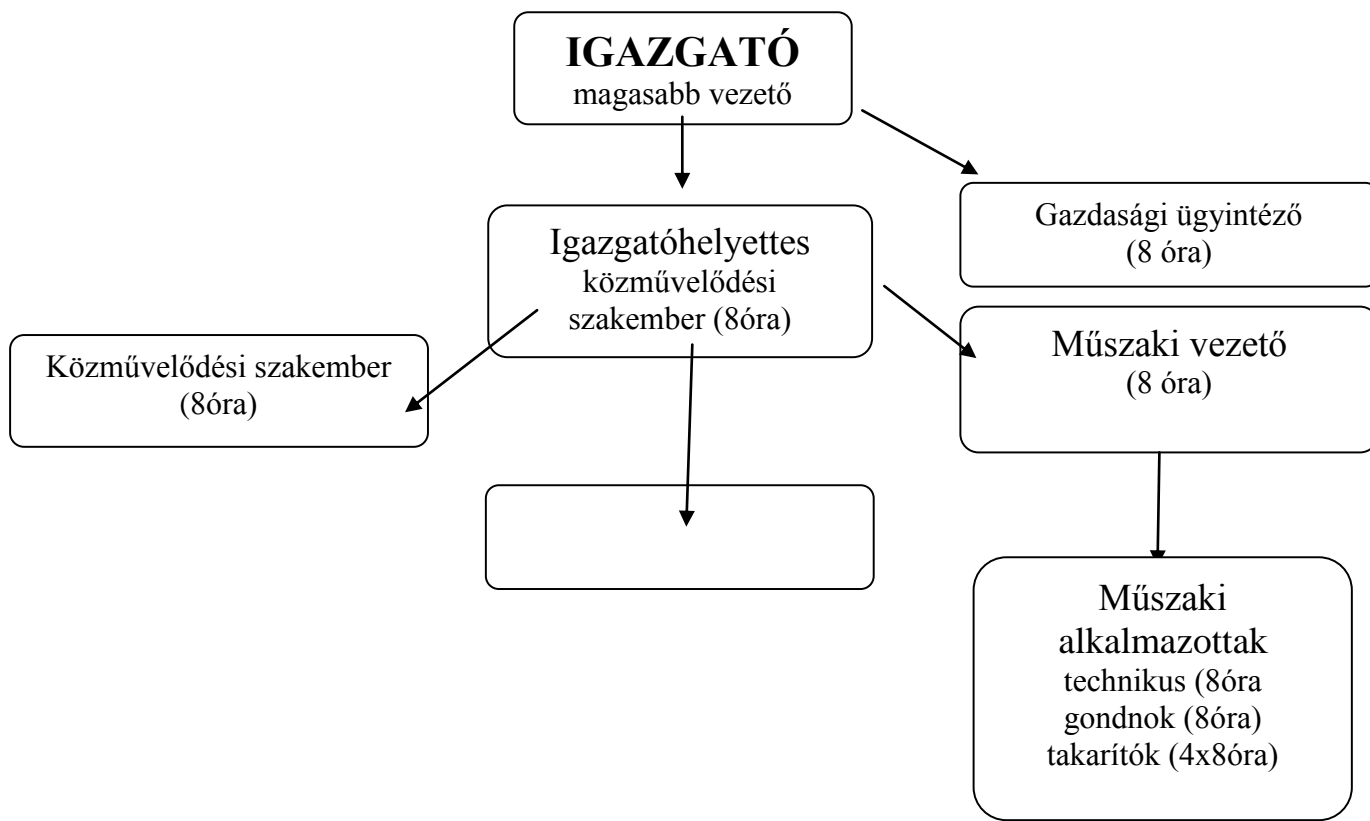 IGAZGATÓ
magasabb vezető
Gazdasági ügyintéző
(8 óra)
Igazgatóhelyettes
közművelődési
szakember (8óra)
Műszaki vezető
(8 óra)
Közművelődési szakember
(8óra)
Műszaki
alkalmazottak
technikus (8óra
gondnok (8óra)
takarítók (4x8óra)